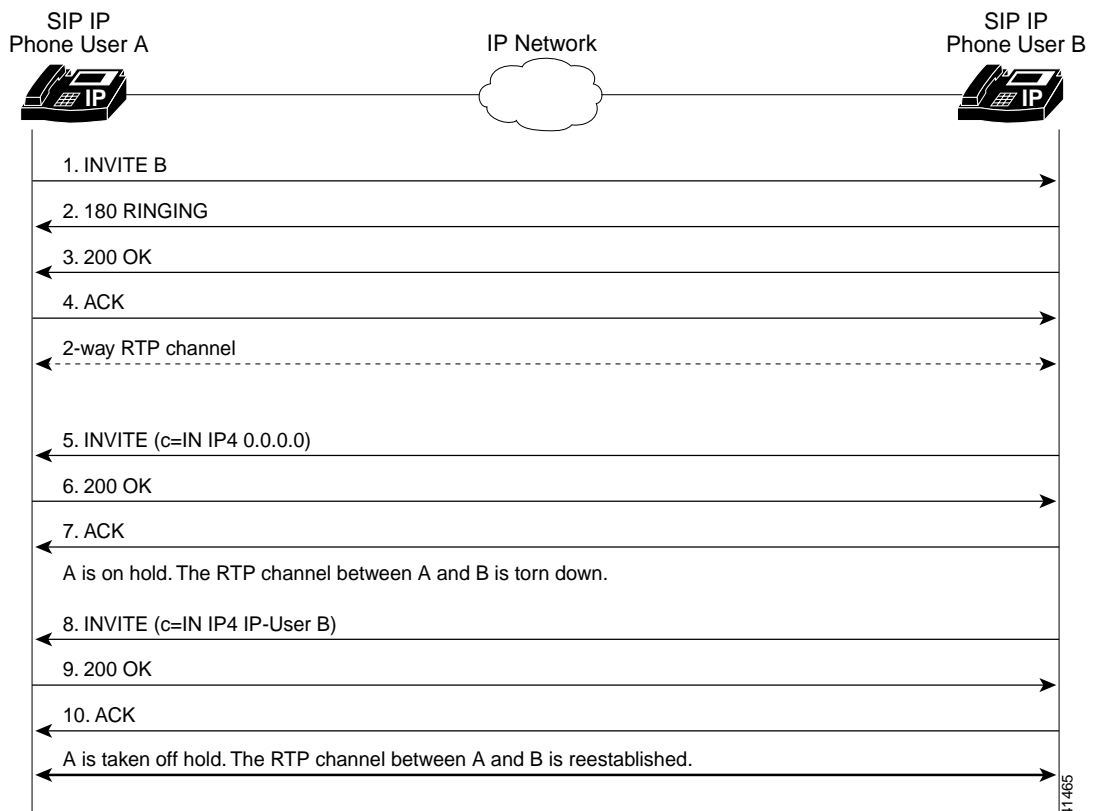 SIP IP
Phone User A
IP Network
SIP IP
Phone User B
IP
IP
1. INVITE B
2. 180 RINGING
3. 200 OK
4. ACK
2-way RTP channel
5. INVITE (c=IN IP4 0.0.0.0)
6. 200 OK
7. ACK
A is on hold. The RTP channel between A and B is torn down.
8. INVITE (c=IN IP4 IP-User B)
9. 200 OK
10. ACK
A is taken off hold. The RTP channel between A and B is reestablished.
41465